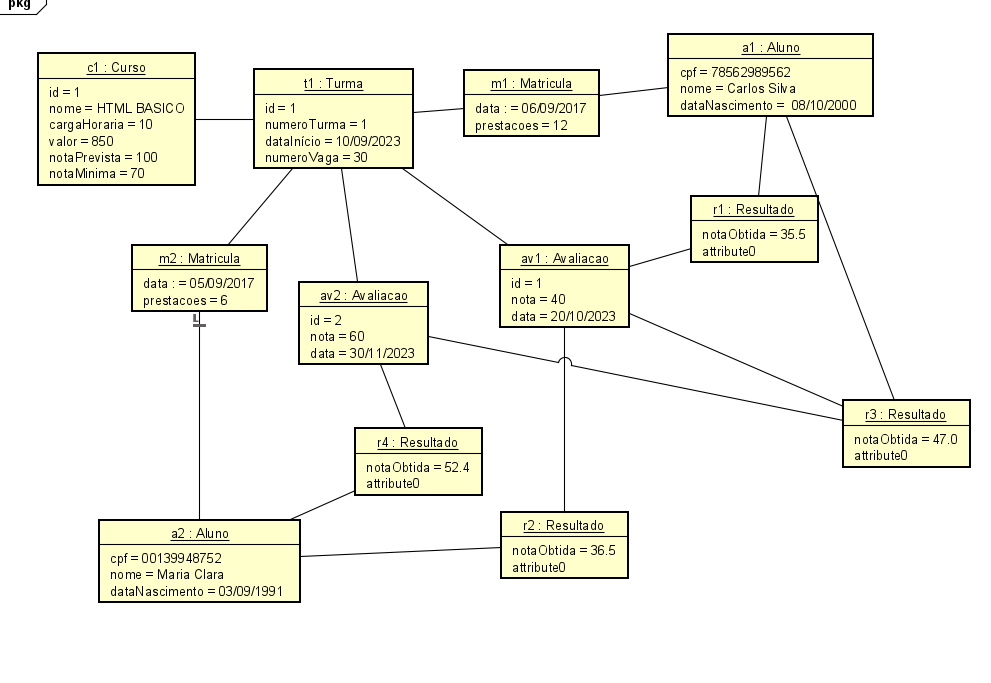 pkg
c1 : Curso
id = 1
nome = HTML BASICO
cargaHoraria = 10
valor = 850
notaPrevista = 100
notaMinima = 70
t1 : Turma
id = 1
numeroTurma = 1
dataInício = 10/09/2023
numeroVaga = 30
m1 : Matricula
data : = 06/09/2017
prestacoes = 12
a1 : Aluno
cpf = 78562989562
nome = Carlos Silva
dataNascimento = 08/10/2000
r1 : Resultado
notaObtida = 35.5
attribute0
m2 : Matricula
data : = 05/09/2017
prestacoes = 6
av2 : Avaliacao
id = 2
nota = 60
data = 30/11/2023
av1 : Avaliacao
id = 1
nota = 40
data = 20/10/2023
r3 : Resultado
notaObtida = 47.0
attribute0
r4 : Resultado
notaObtida = 52.4
attribute0
a2 : Aluno
cpf = 00139948752
nome = Maria Clara
dataNascimento = 03/09/1991
r2 : Resultado
notaObtida = 36.5
attribute0